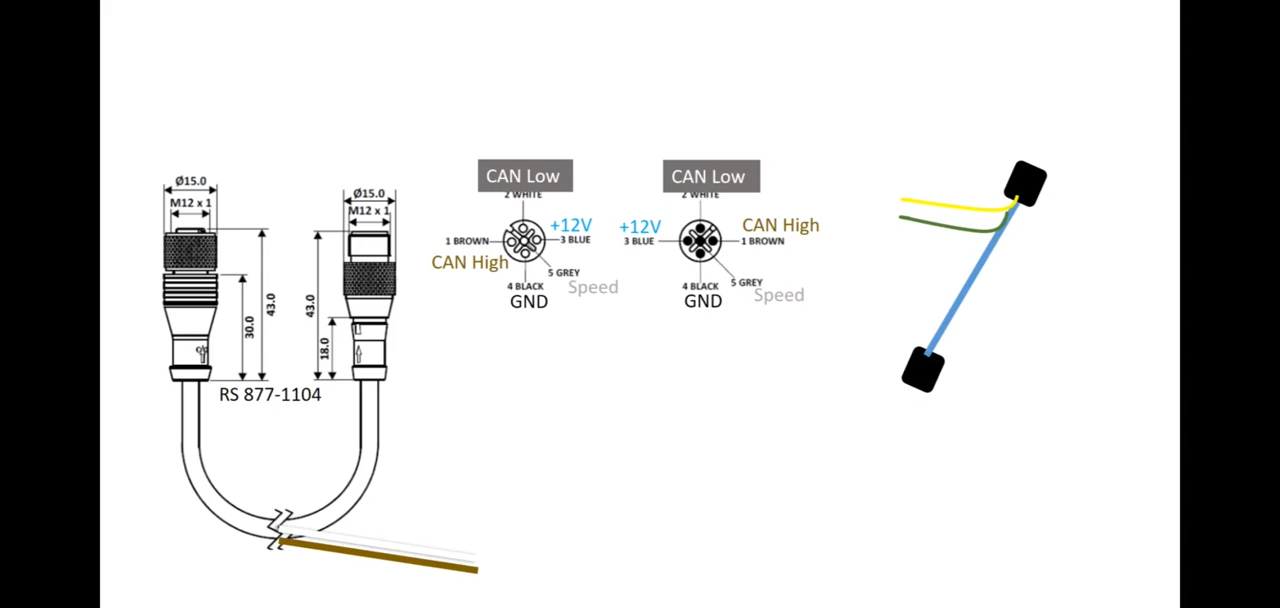 Ø15.0
M12 x 1
43.0
30.0
Ø15.0
M12 x 1
43.0
18.0
RS 877-1104
CAN Low
2 WHITE
+12V
3 BLUE
1 BROWN
CAN High
5 GREY
Speed
4 BLACK
GND
CAN Low
2 WHITE
+12V
3 BLUE
CAN High
1 BROWN
5 GREY
Speed
4 BLACK
GND